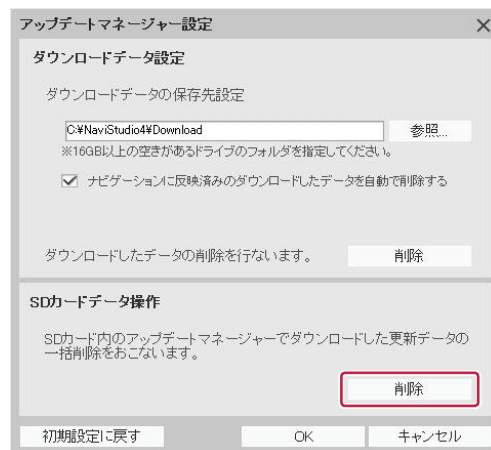 アップデートマネージャー設定
ダウンロードデータ設定
ダウンロードデータの保存先設定
C:¥NaviStudio4¥Download 参照...
※16GB以上の空きがあるドライブのフォルダを指定してください。
ナビゲーションに反映済みのダウンロードしたデータを自動で削除する
ダウンロードしたデータの削除を行ないます。 削除
SDカードデータ操作
SDカード内のアップデートマネージャーでダウンロードした更新データの
一括削除をおこないます。
削除
初期設定に戻す OK キャンセル